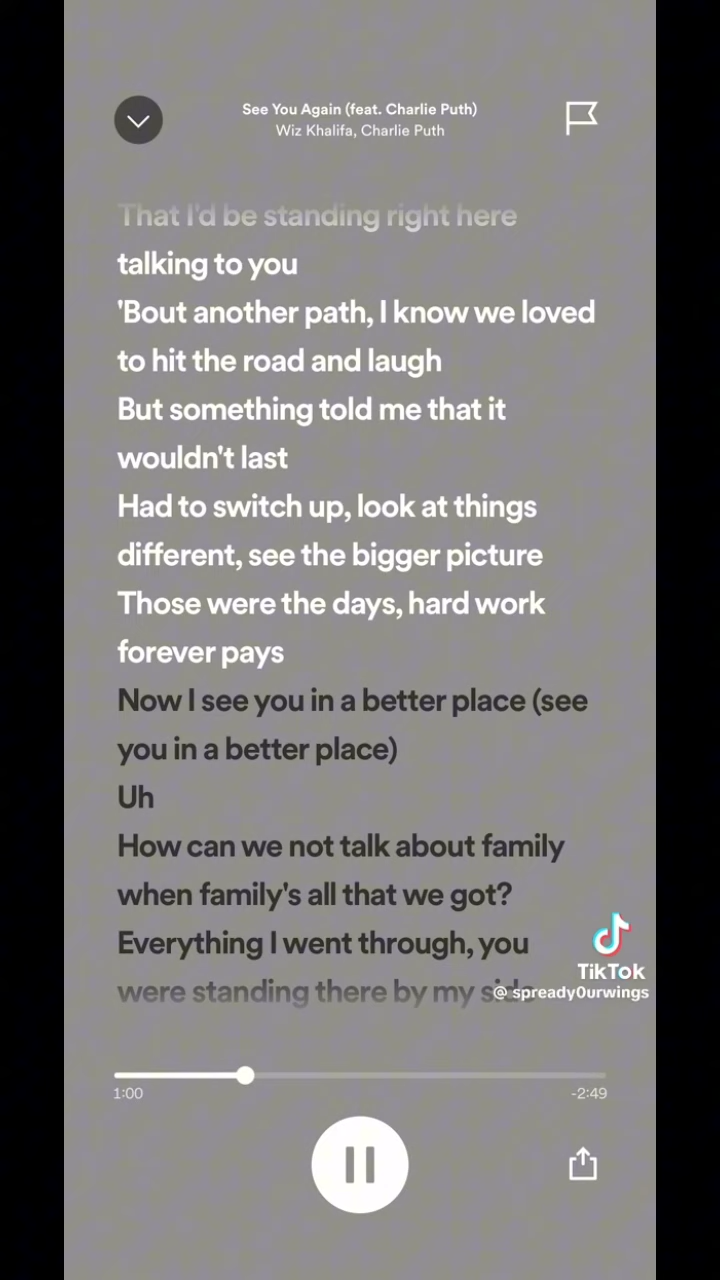 See You Again (feat. Charlie Puth)
Wiz Khalifa, Charlie Puth
That I'd be standing right here
talking to you
'Bout another path, I know we loved
to hit the road and laugh
But something told me that it
wouldn't last
Had to switch up, look at things
different, see the bigger picture
Those were the days, hard work
forever pays
Now I see you in a better place (see
you in a better place)
Uh
How can we not talk about family
when family's all that we got?
Everything I went through, you
were standing there by my side
TikTok
@ spready0urwings
1:00
-2:49